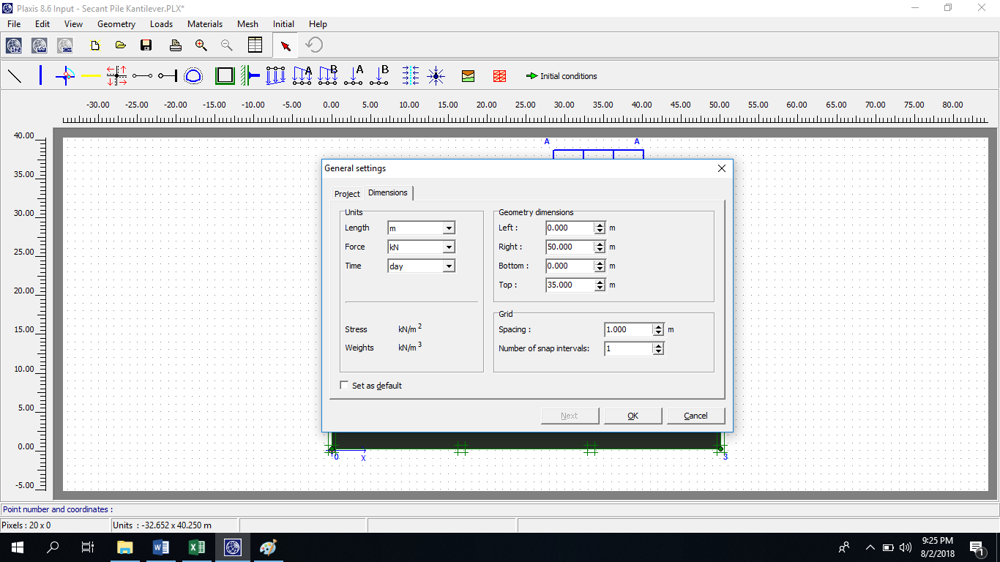 Plaxis 8.6 Input - Secant Pile Kantilever.PLX*
File Edit View Geometry Loads Materials Mesh Initial Help
A B A B Initial conditions
-30.00 -25.00 -20.00 -15.00 -10.00 -5.00 0.00 5.00 10.00 15.00 20.00 25.00 30.00 35.00 40.00 45.00 50.00 55.00 60.00 65.00 70.00 75.00 80.00
40.00
35.00
30.00
25.00
20.00
15.00
10.00
5.00
0.00
-5.00
A A
General settings
Project Dimensions
Units
Length m
Force kN
Time day
Stress kN/m 2
Weights kN/m 3
Set as default
Geometry dimensions
Left : 0.000 m
Right : 50.000 m
Bottom : 0.000 m
Top : 35.000 m
Grid
Spacing : 1.000 m
Number of snap intervals: 1
Next OK Cancel
0 X 3
Point number and coordinates :
Pixels : 20 x 0 Units : -32.652 x 40.250 m
9:25 PM
8/2/2018
1